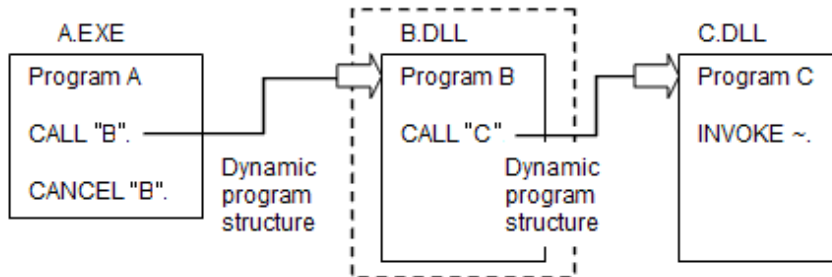 A.EXE
Program A
CALL "B".
CANCEL "B".
Dynamic
program
structure
B.DLL
Program B
CALL "C"
Dynamic
program
structure
C.DLL
Program C
INVOKE ~.